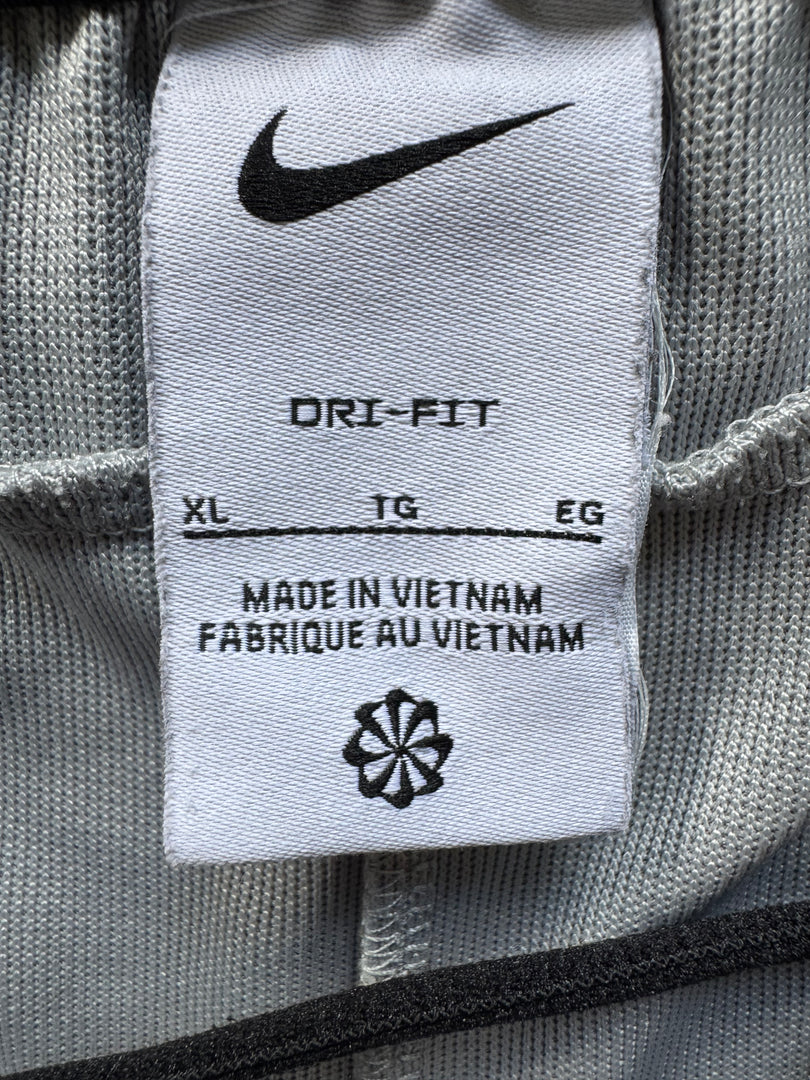 DRI-FIT
XL TG EG
MADE IN VIETNAM
FABRIQUE AU VIETNAM